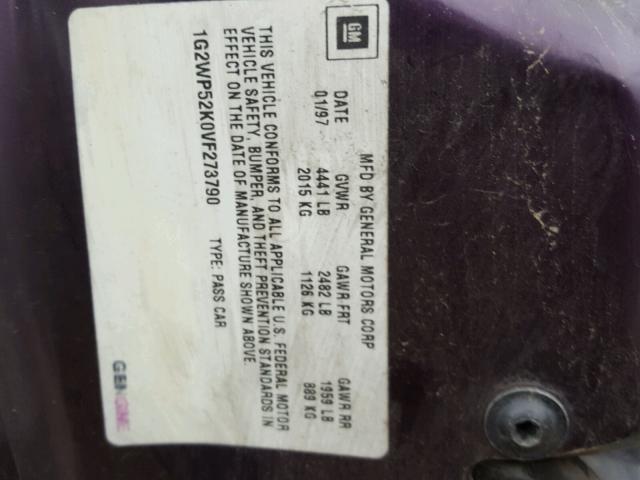 GM
MFD BY GENERAL MOTORS CORP
DATE GVWR GAWR FRT GAWR RR
01/97 4441 LB 2482 LB 1959 LB
2015 KG 1126 KG 889 KG
THIS VEHICLE CONFORMS TO ALL APPLICABLE U.S. FEDERAL MOTOR
VEHICLE SAFETY, BUMPER, AND THEFT PREVENTION STANDARDS IN
EFFECT ON THE DATE OF MANUFACTURE SHOWN ABOVE.
1G2WP52K0VF273790 TYPE: PASS CAR